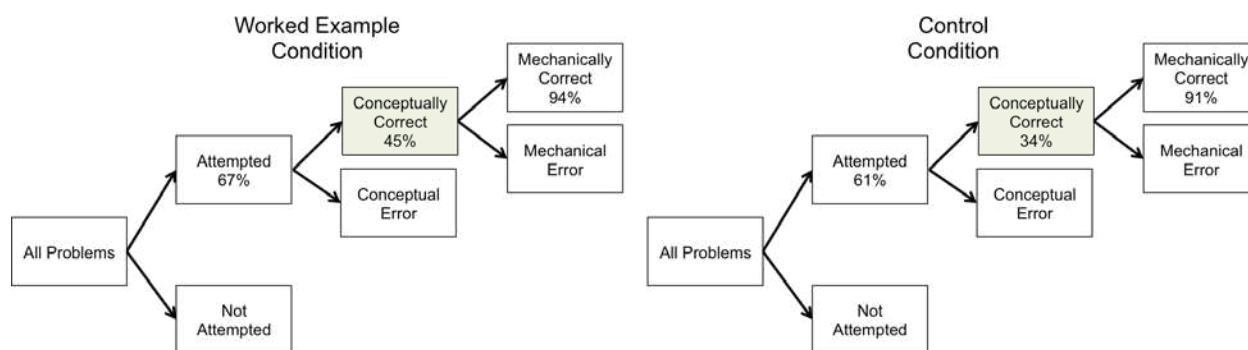 Worked Example
Condition
Mechanically
Correct
94%
Conceptually
Correct
45%
Attempted
67%
Mechanical
Error
Conceptual
Error
All Problems
Not
Attempted
Control
Condition
Mechanically
Correct
91%
Conceptually
Correct
34%
Attempted
61%
Mechanical
Error
Conceptual
Error
All Problems
Not
Attempted